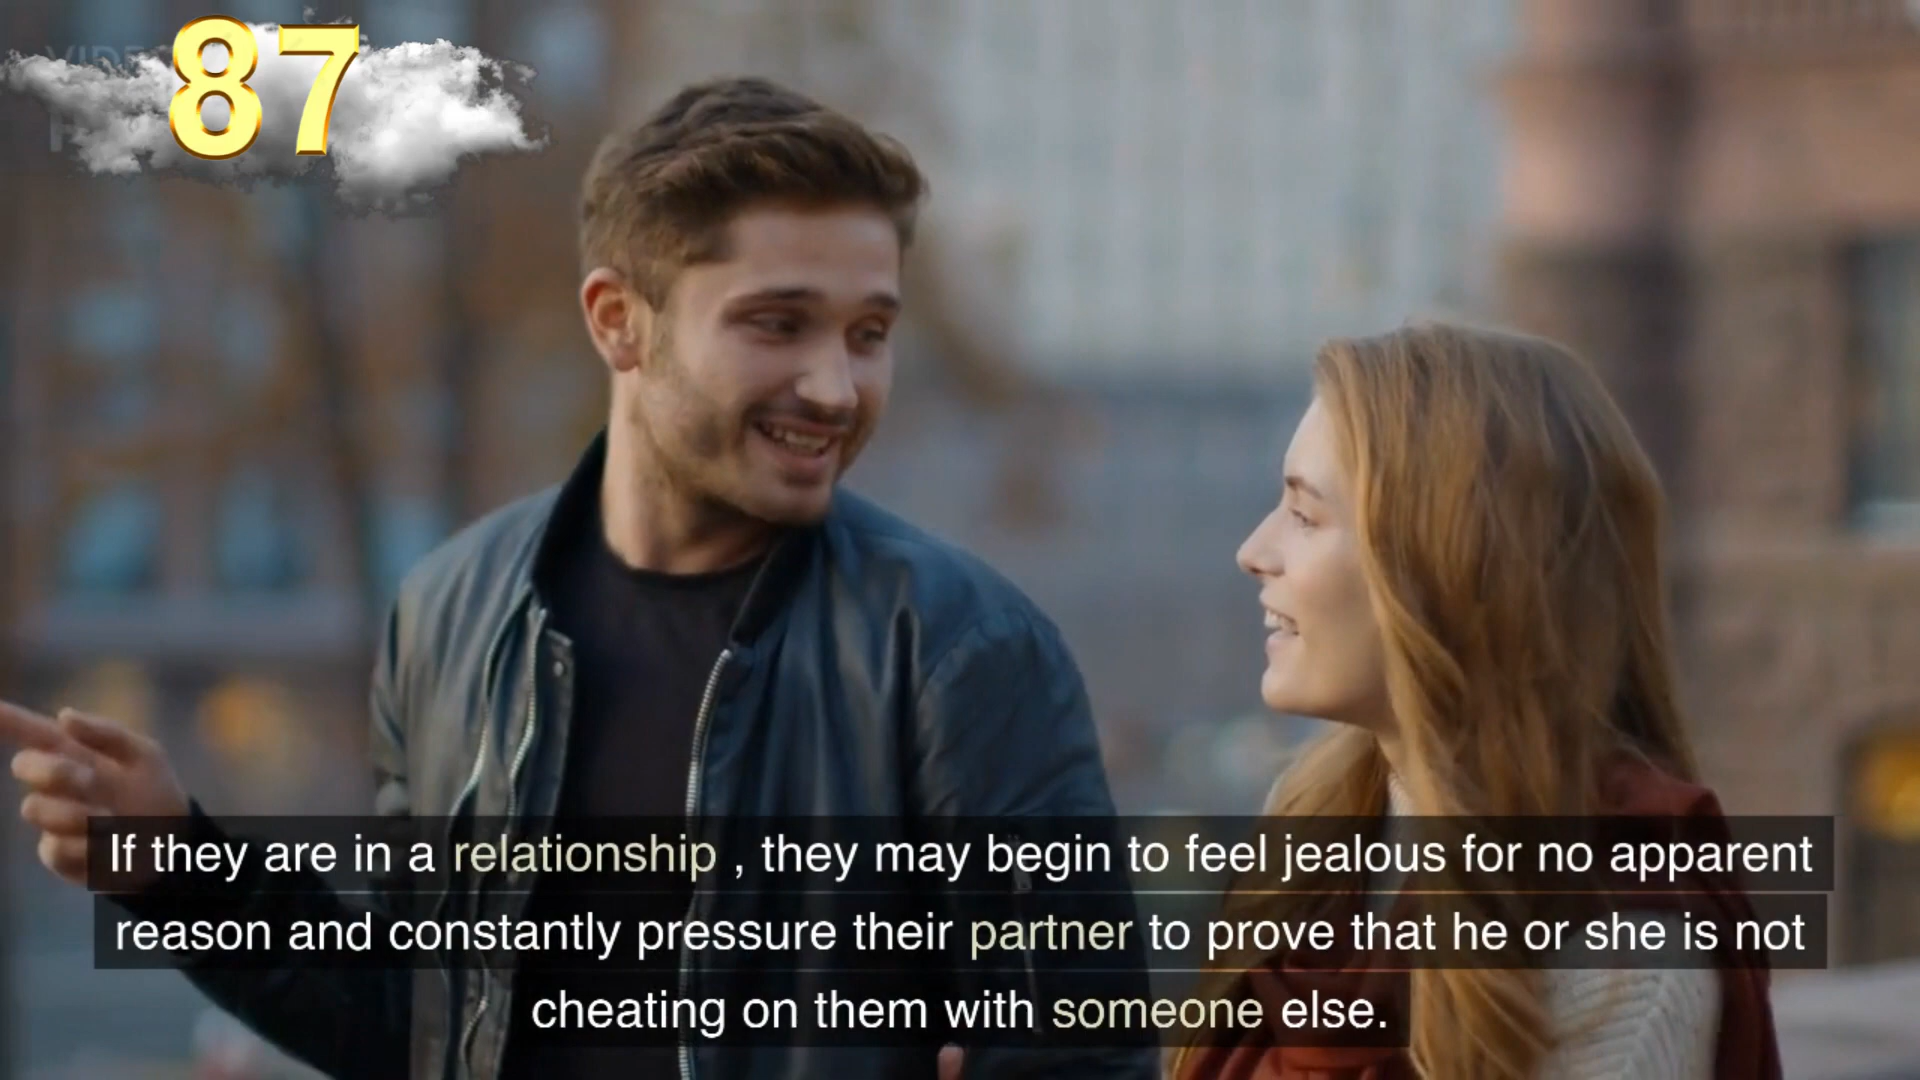 87
If they are in a relationship , they may begin to feel jealous for no apparent
reason and constantly pressure their partner to prove that he or she is not
cheating on them with someone else.